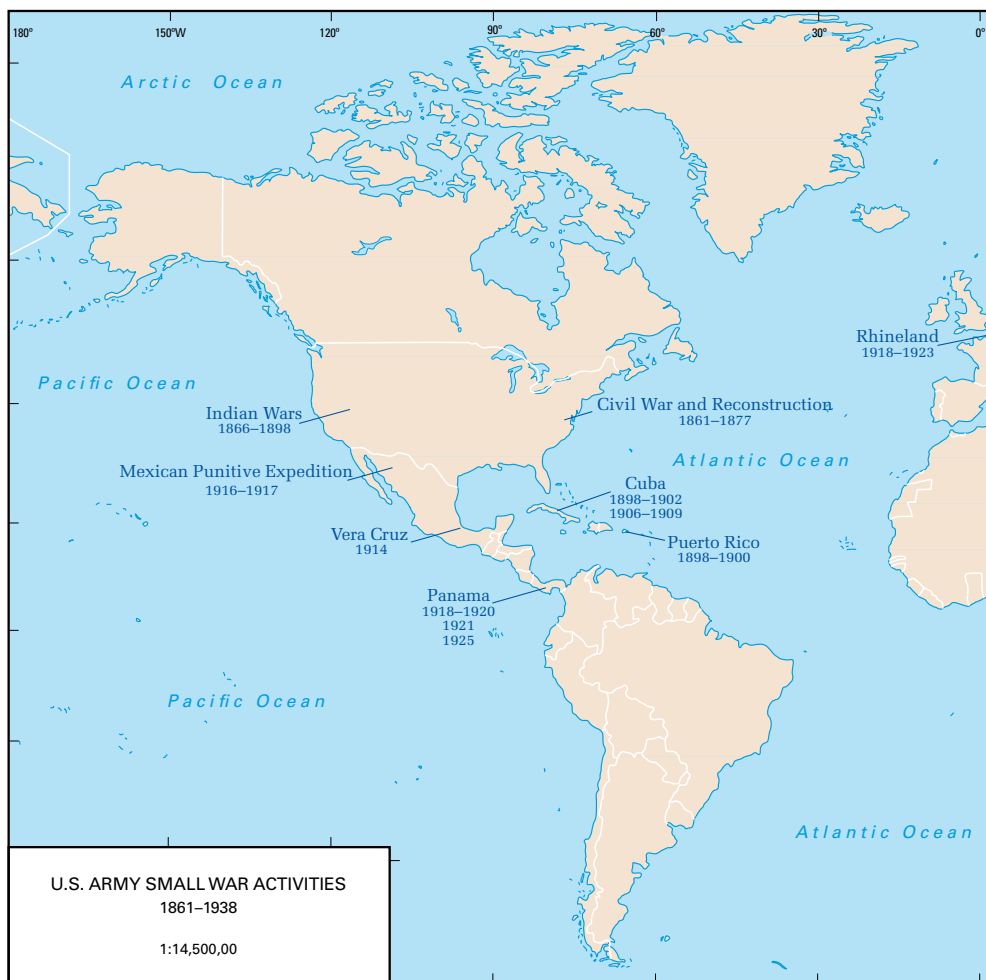 180°
150°W
120°
90°
60°
30°
0°
Arctic Ocean
Rhineland
1918–1923
Pacific Ocean
Indian Wars
1866–1898
Civil War and Reconstruction
1861–1877
Mexican Punitive Expedition
1916–1917
Atlantic Ocean
Cuba
1898–1902
1906–1909
Vera Cruz
1914
Puerto Rico
1898–1900
Panama
1918–1920
1921
1925
Pacific Ocean
Atlantic Ocean
U.S. ARMY SMALL WAR ACTIVITIES
1861–1938
1:14,500,00